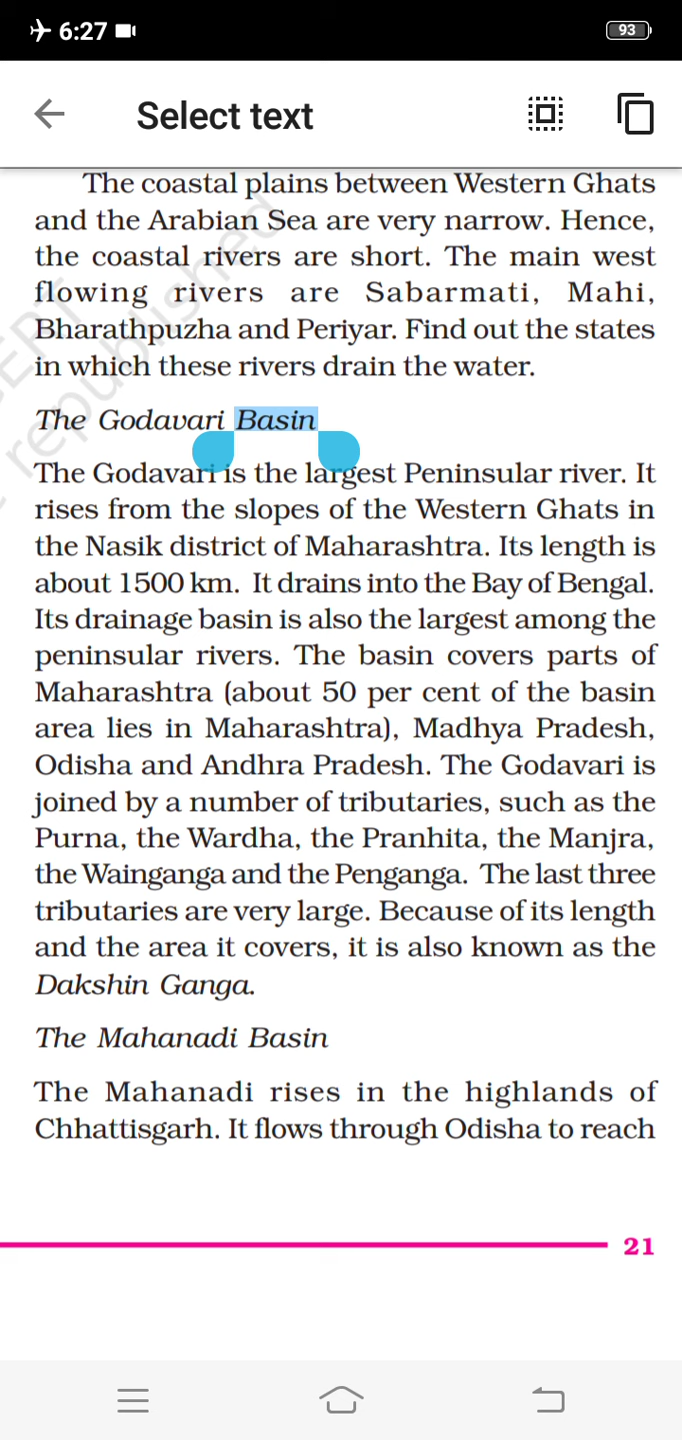 6:27
93
Select text
The coastal plains between Western Ghats
and the Arabian Sea are very narrow. Hence,
the coastal rivers are short. The main west
flowing rivers are Sabarmati, Mahi,
Bharathpuzha and Periyar. Find out the states
in which these rivers drain the water.
The Godavari Basin
The Godavari is the largest Peninsular river. It
rises from the slopes of the Western Ghats in
the Nasik district of Maharashtra. Its length is
about 1500 km. It drains into the Bay of Bengal.
Its drainage basin is also the largest among the
peninsular rivers. The basin covers parts of
Maharashtra (about 50 per cent of the basin
area lies in Maharashtra), Madhya Pradesh,
Odisha and Andhra Pradesh. The Godavari is
joined by a number of tributaries, such as the
Purna, the Wardha, the Pranhita, the Manjra,
the Wainganga and the Penganga. The last three
tributaries are very large. Because of its length
and the area it covers, it is also known as the
Dakshin Ganga.
The Mahanadi Basin
The Mahanadi rises in the highlands of
Chhattisgarh. It flows through Odisha to reach
21